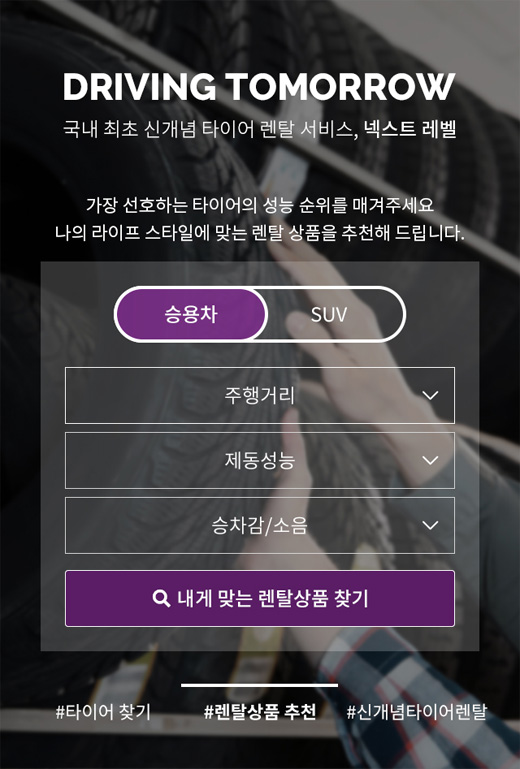 DRIVING TOMORROW
국내 최초 신개념 타이어 렌탈 서비스, 넥스트 레벨
가장 선호하는 타이어의 성능 순위를 매겨주세요
나의 라이프 스타일에 맞는 렌탈 상품을 추천해 드립니다.
승용차 SUV
주행거리
제동성능
승차감/소음
내게 맞는 렌탈상품 찾기
#타이어 찾기 #렌탈상품 추천 #신개념타이어렌탈